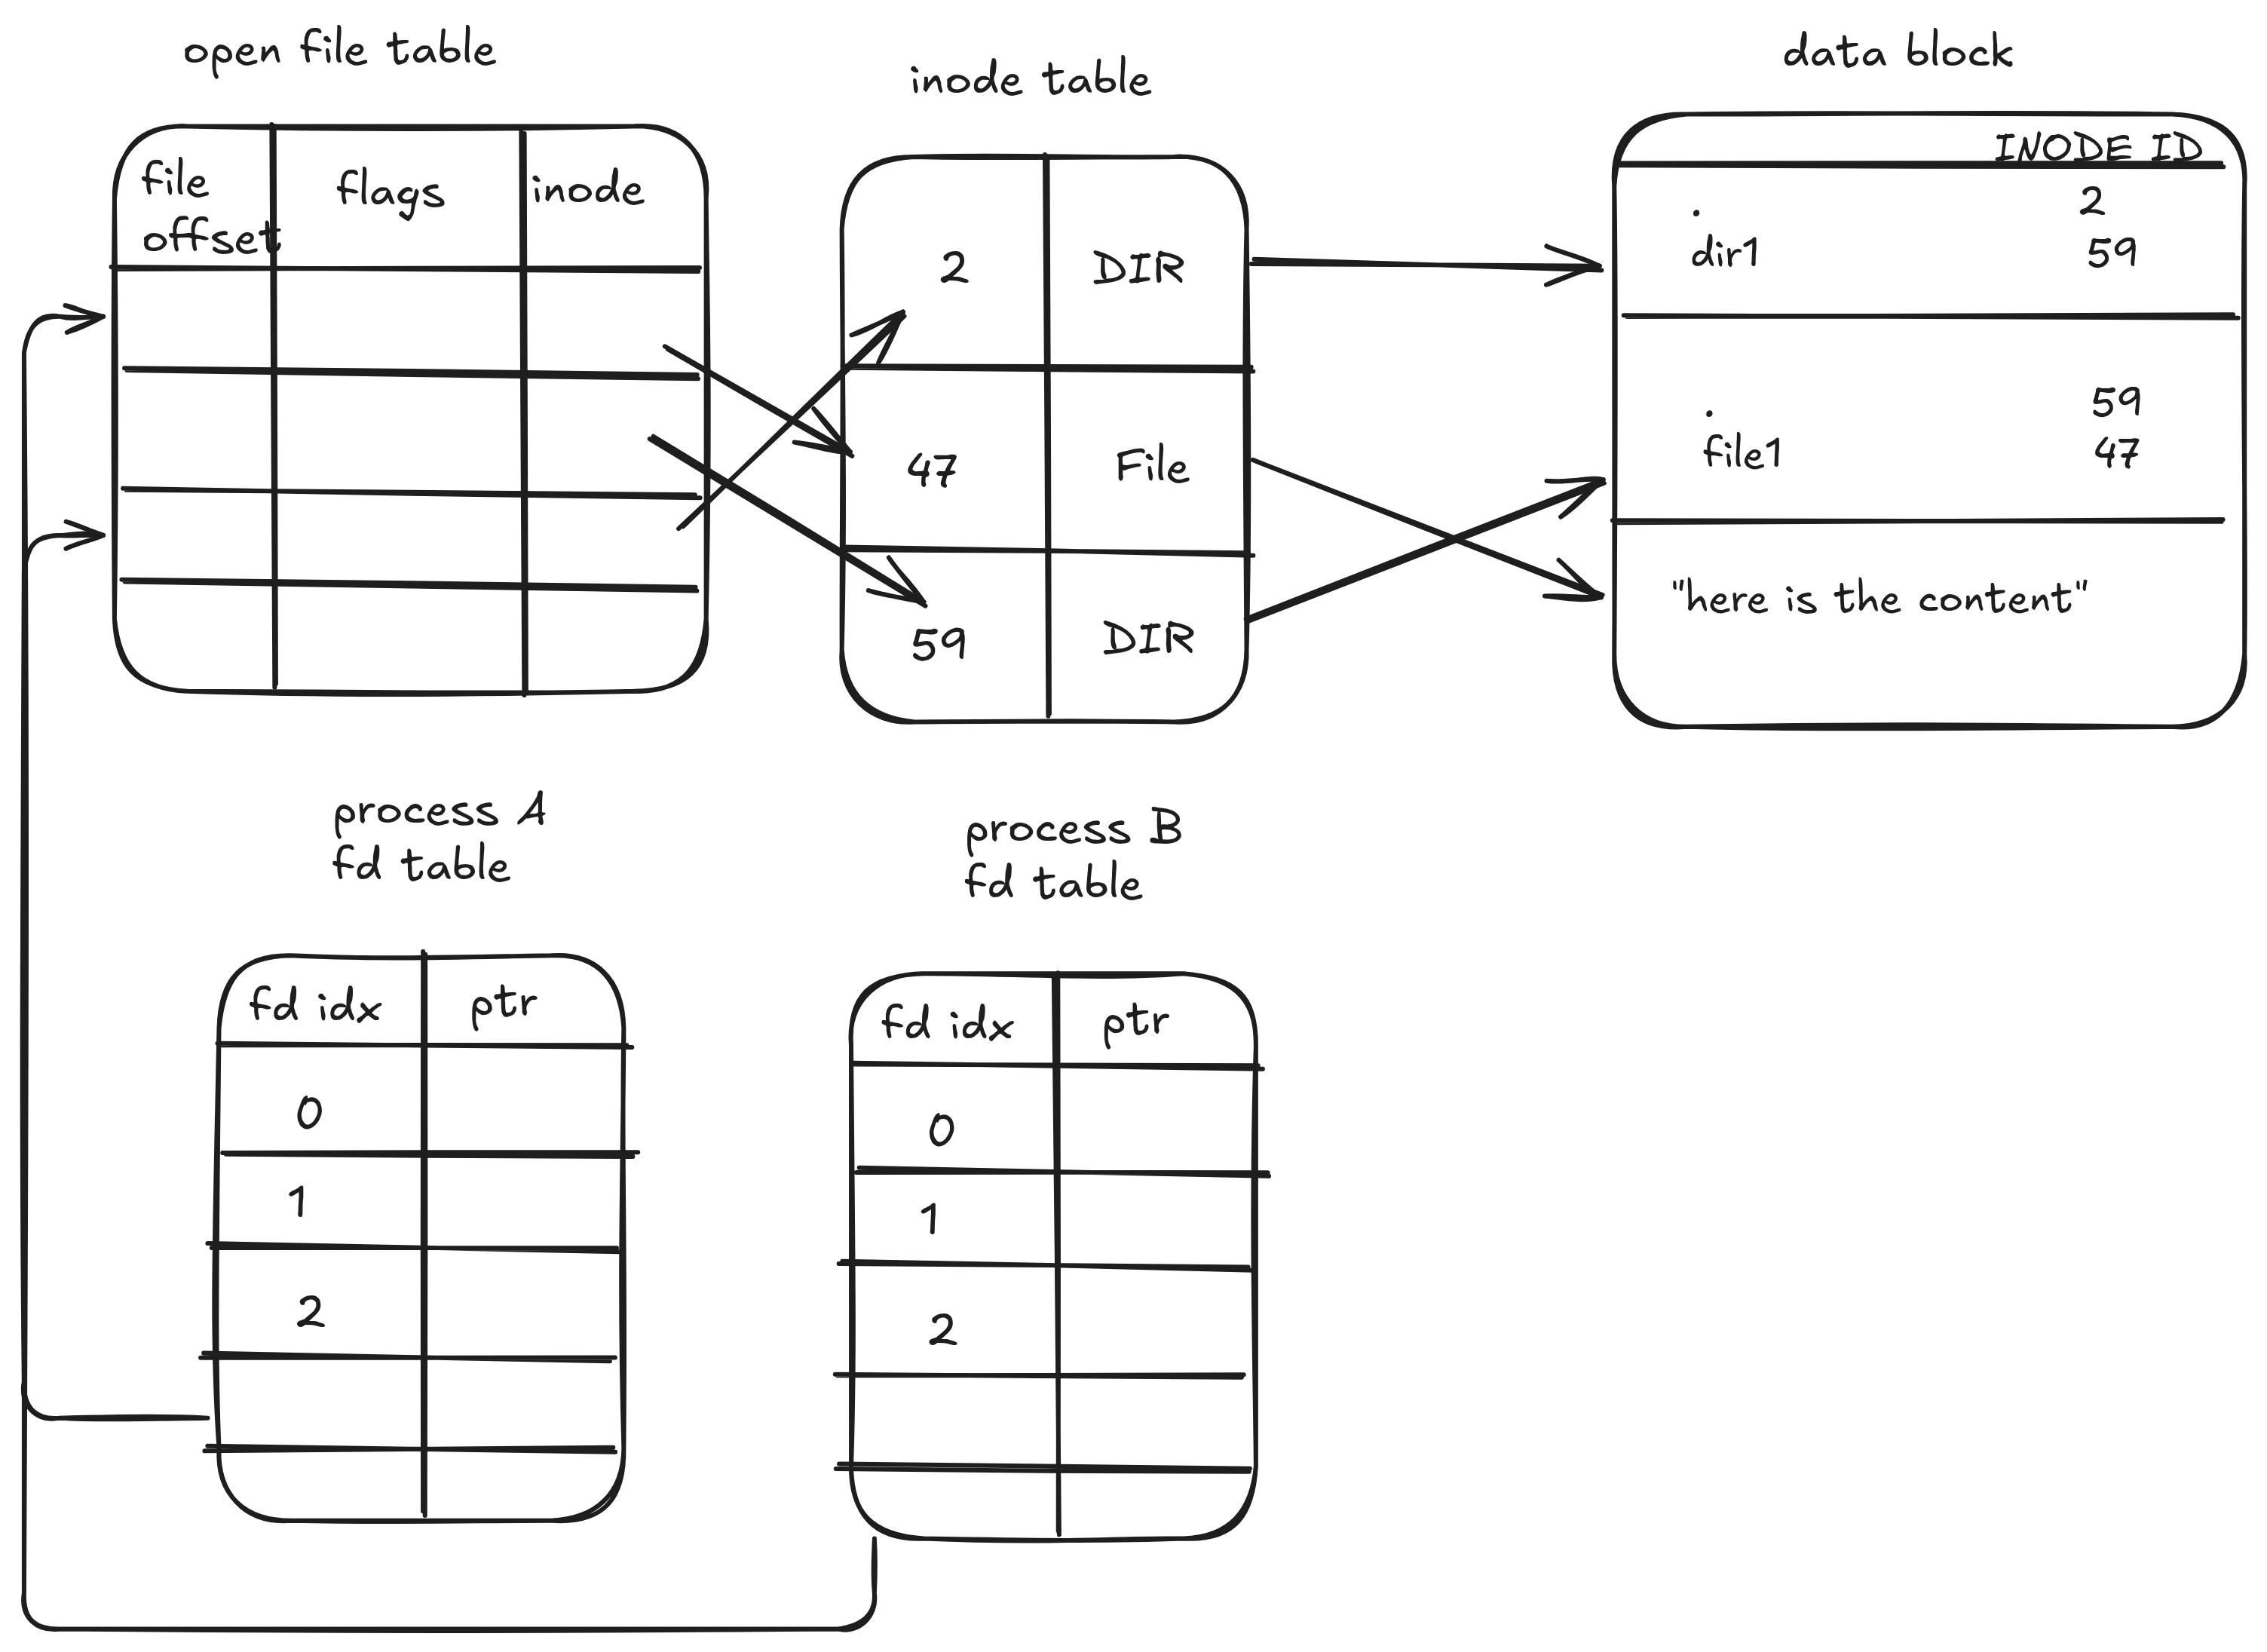 open file table
inode table
data block
file
offset
flags
inode
2
DIR
47
File
59
DIR
INODE ID
. 2
dir1 59
. 59
file1 47
"here is the content"
process A
fd table
process B
fd table
fd idx
ptr
0
1
2
fd idx
ptr
0
1
2